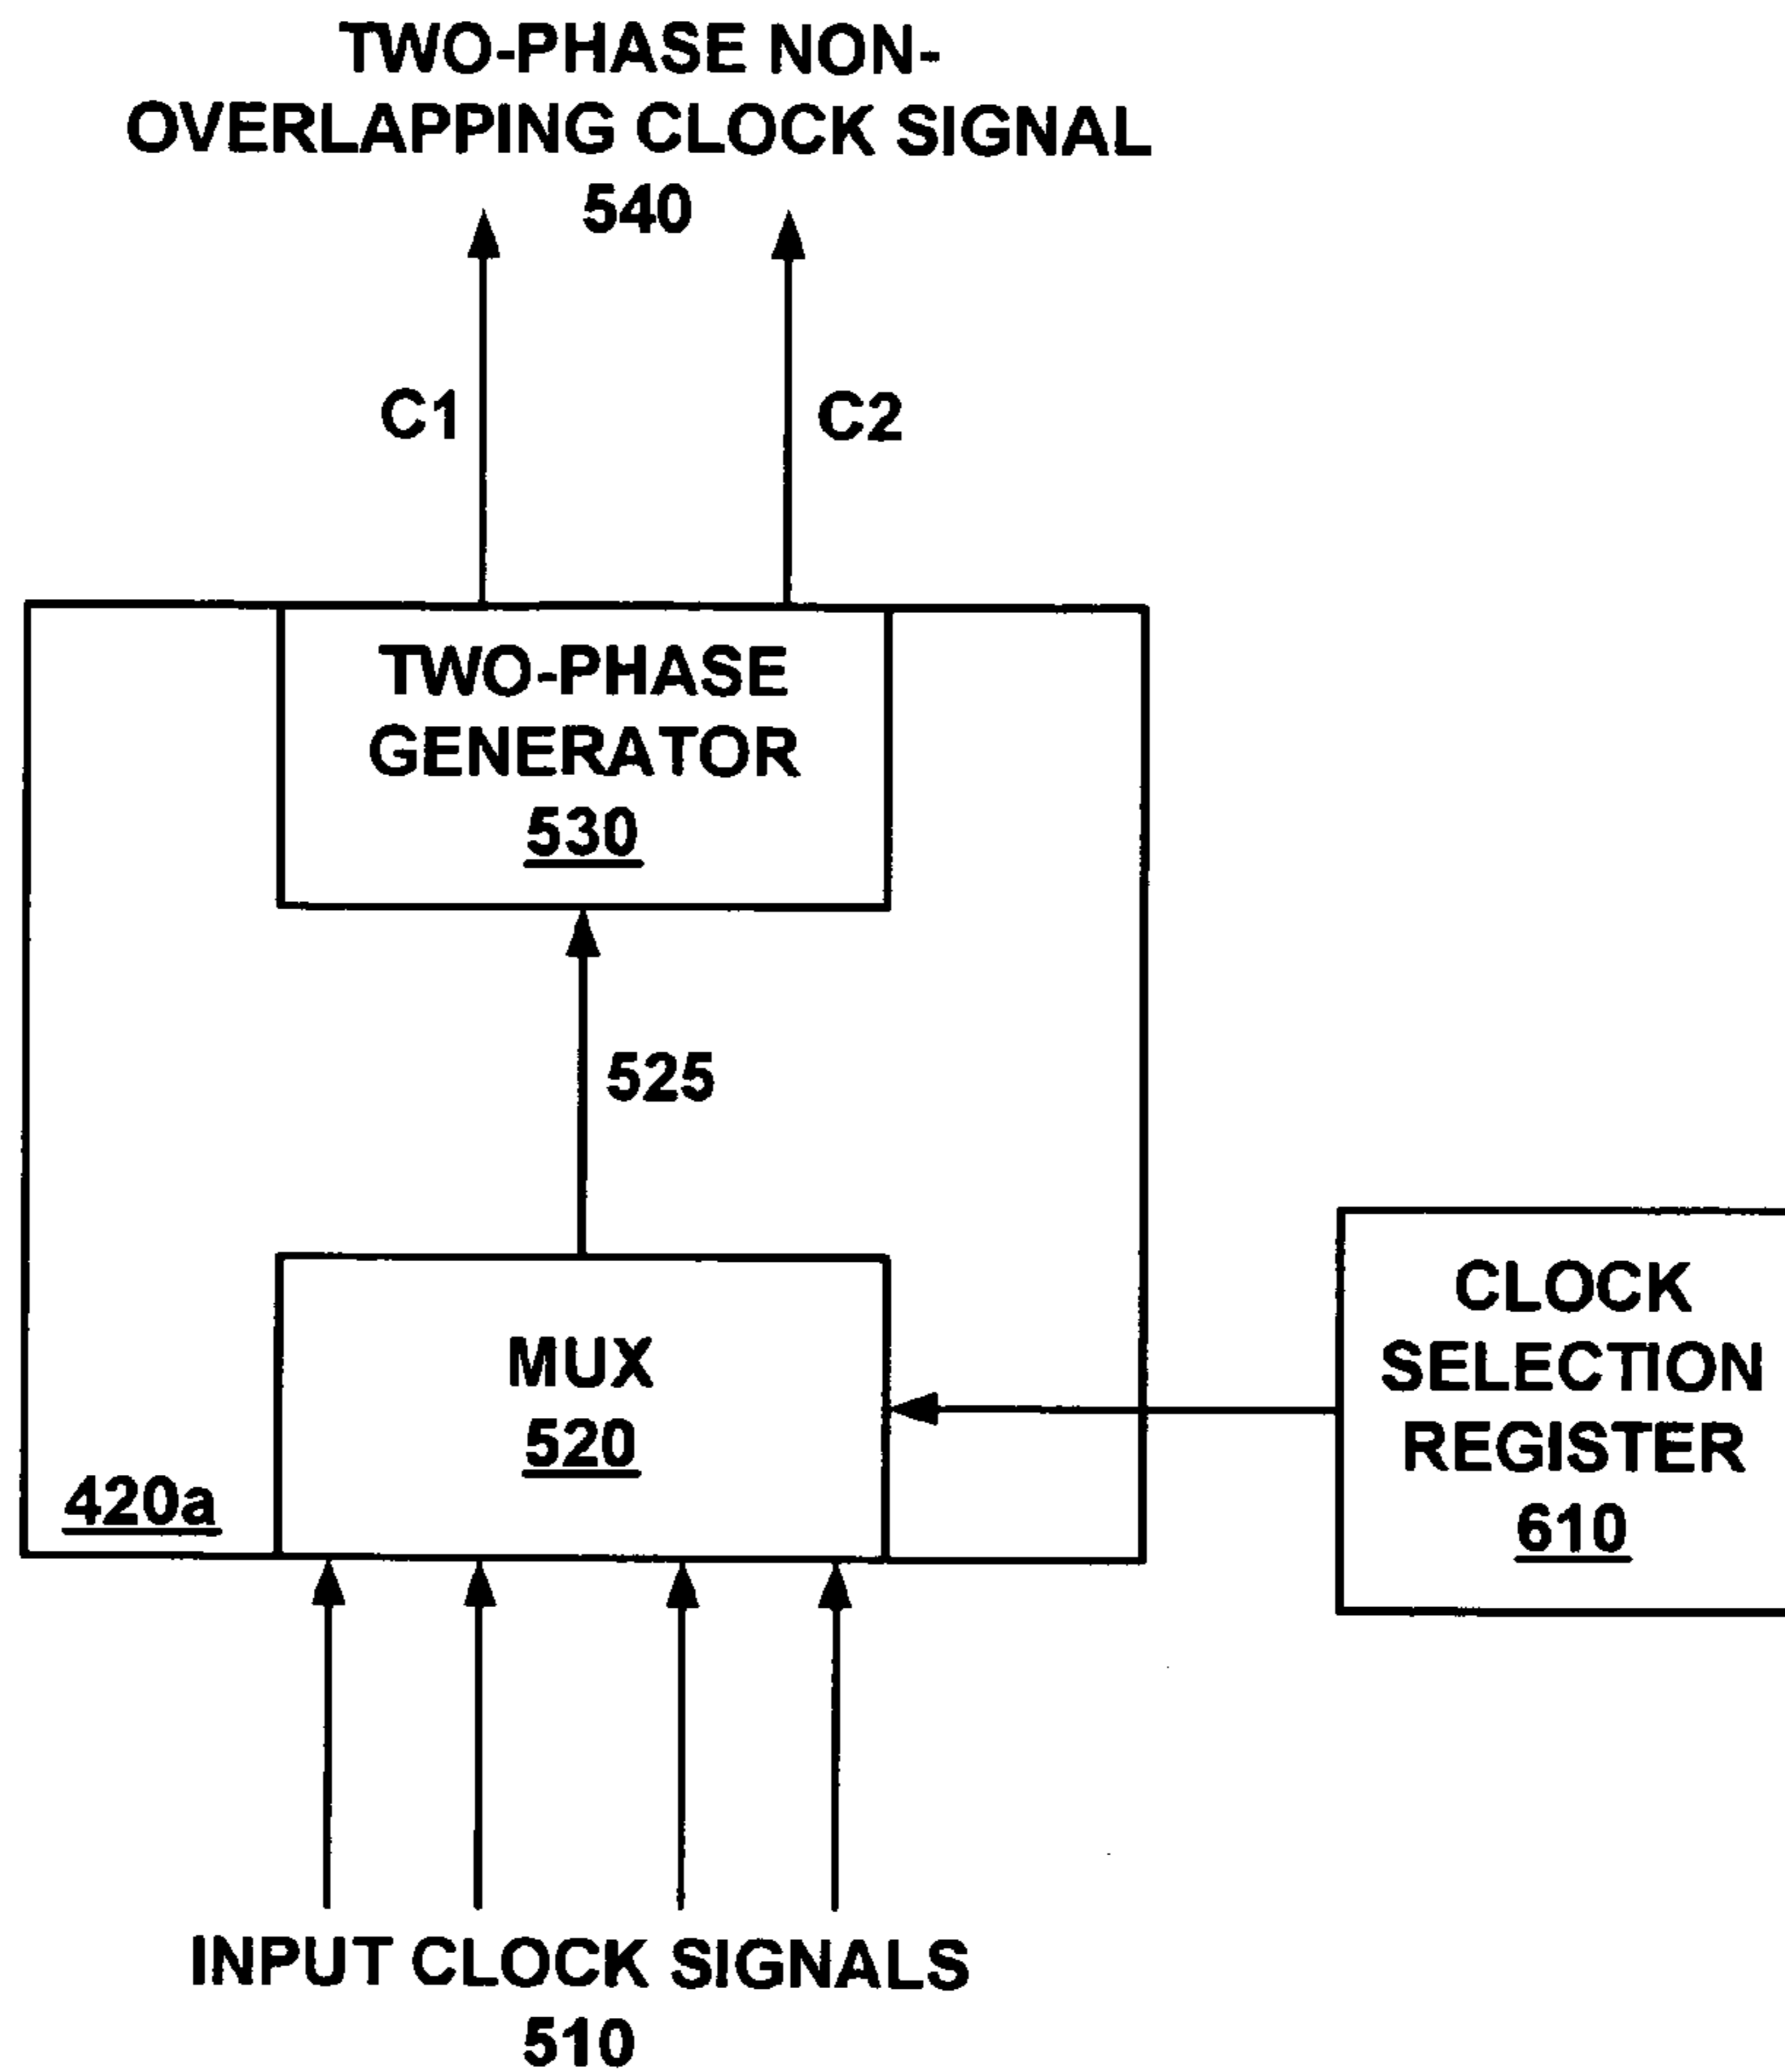 TWO-PHASE NON-
OVERLAPPING CLOCK SIGNAL
540
C1
C2
TWO-PHASE
GENERATOR
530
525
MUX
520
420a
CLOCK
SELECTION
REGISTER
610
INPUT CLOCK SIGNALS
510